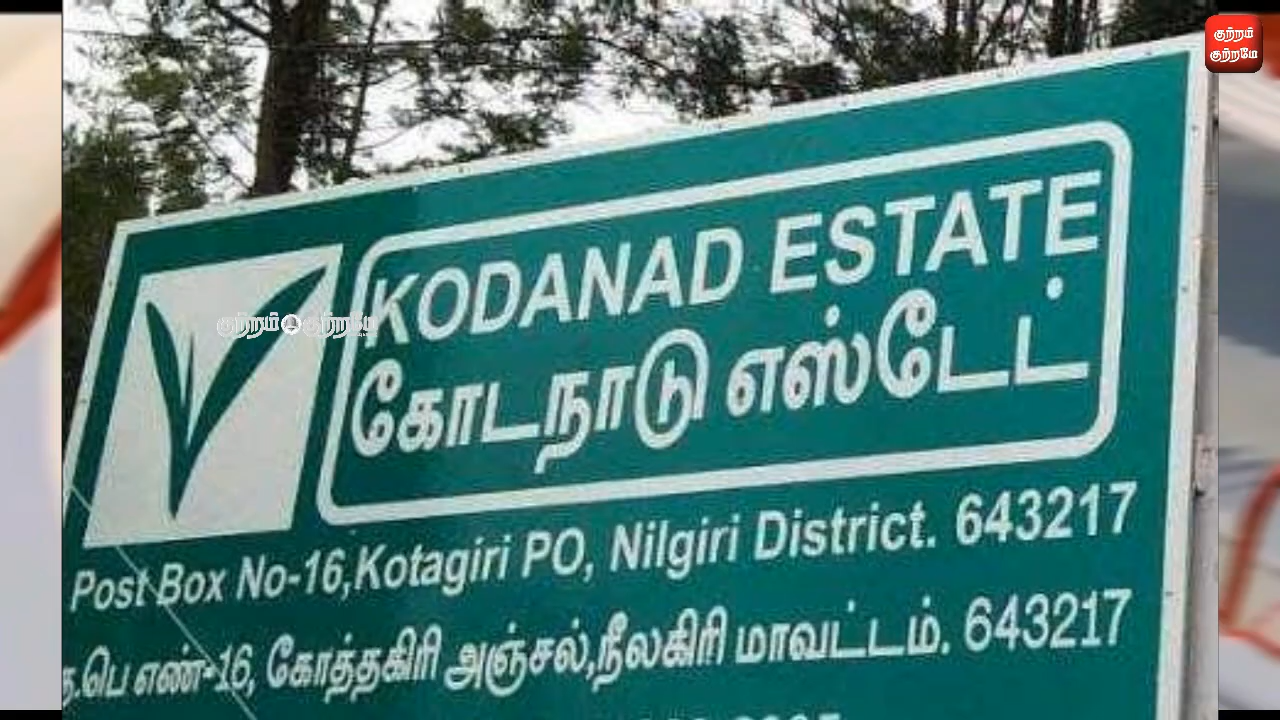 குற்றம்
குற்றமே
KODANAD ESTATE
குற்றம் குற்றமே
கோடநாடு எஸ்டேட்
Post Box No-16,Kotagiri PO, Nilgiri District. 643217
எண்-16, கோத்தகிரி அஞ்சல்,நீலகிரி மாவட்டம். 643217